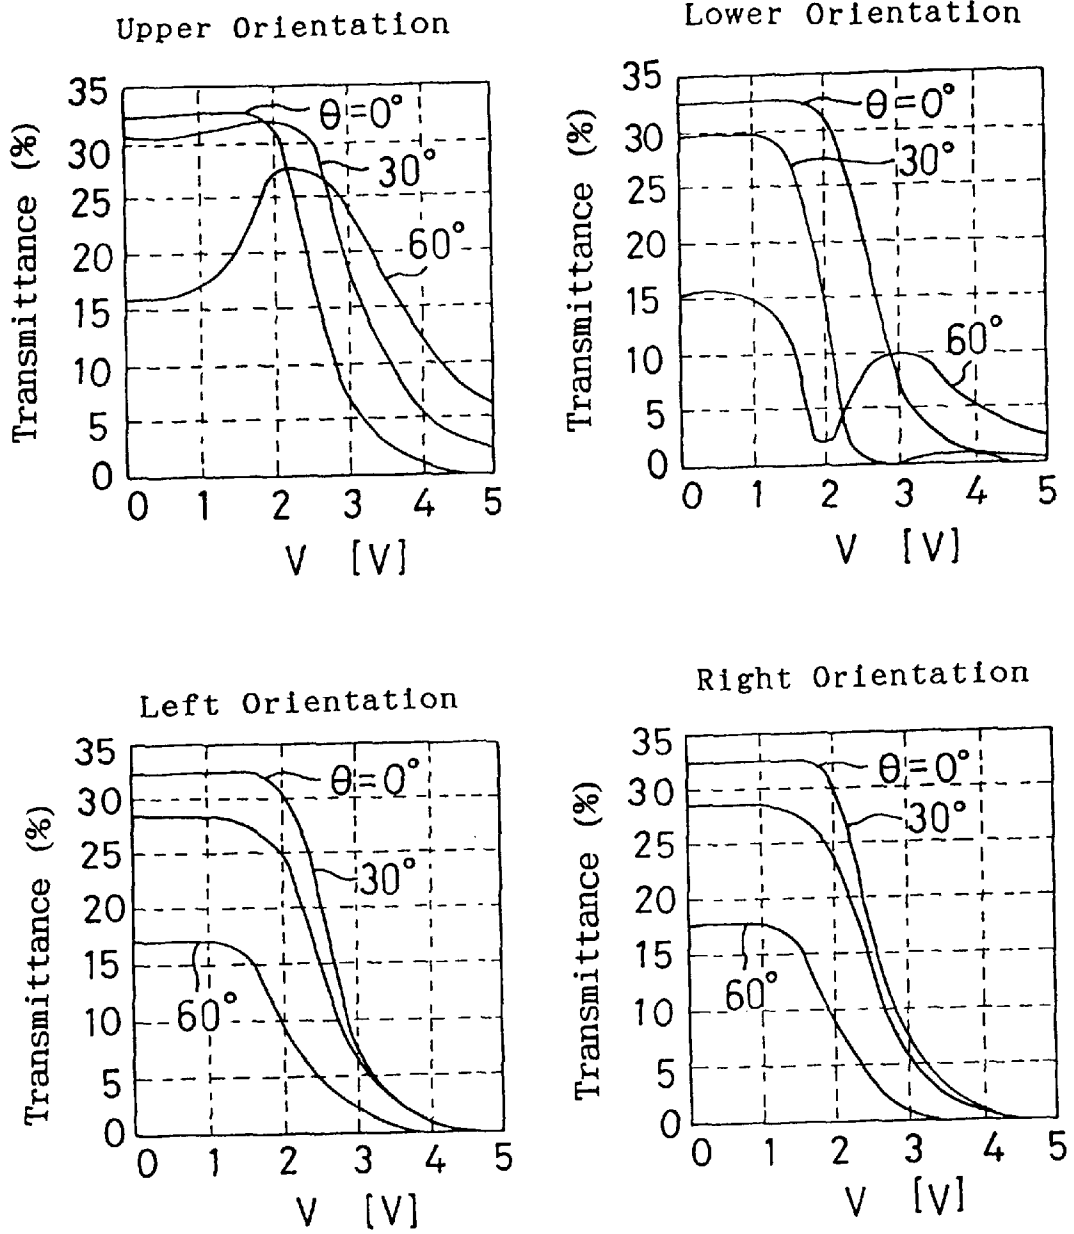 Upper Orientation
Transmittance (%)
35
30
25
20
15
10
5
0
θ=0°
30°
60°
0 1 2 3 4 5
V [V]
Lower Orientation
Transmittance (%)
35
30
25
20
15
10
5
0
θ=0°
30°
60°
0 1 2 3 4 5
V [V]
Left Orientation
Transmittance (%)
35
30
25
20
15
10
5
0
θ=0°
30°
60°
0 1 2 3 4 5
V [V]
Right Orientation
Transmittance (%)
35
30
25
20
15
10
5
0
θ=0°
30°
60°
0 1 2 3 4 5
V [V]